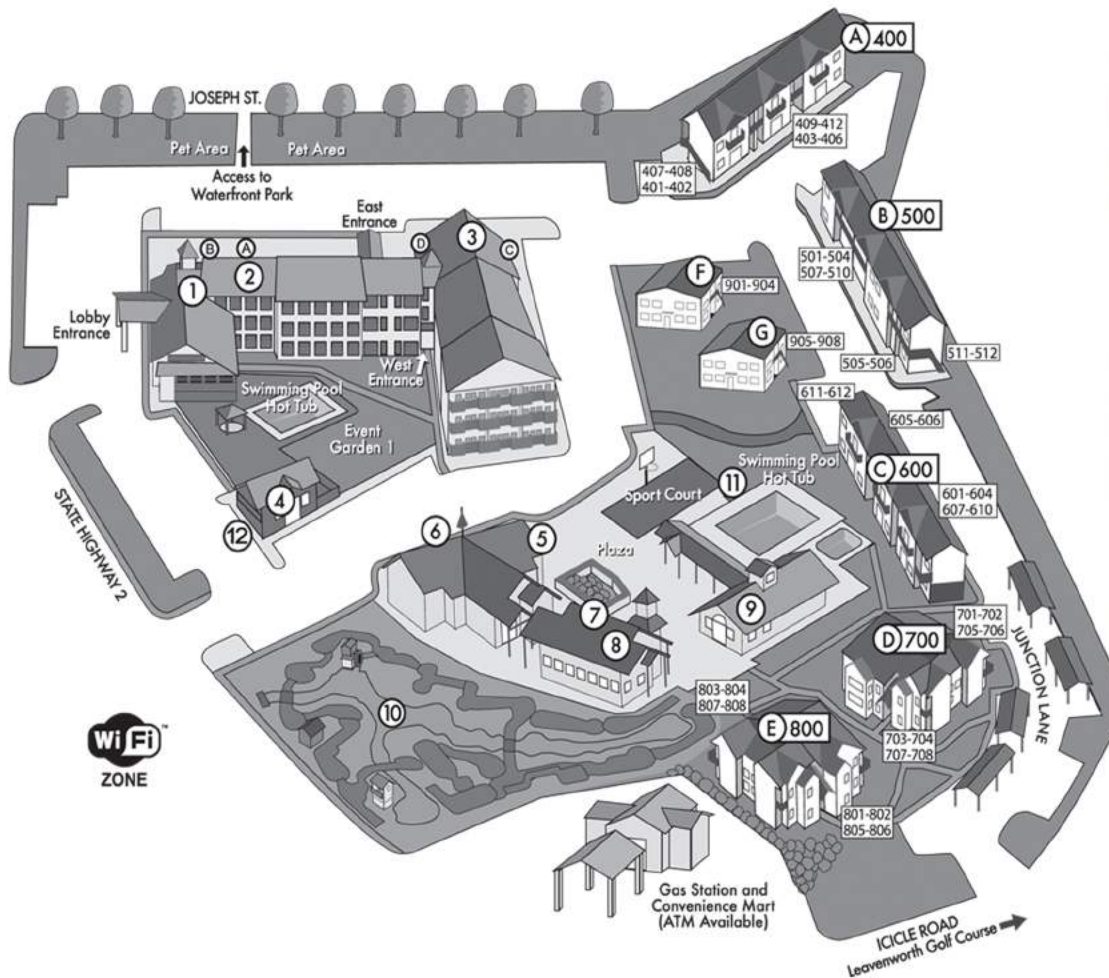 A 400
JOSEPH ST.
409-412
403-406
Pet Area
Pet Area
407-408
401-402
Access to
Waterfront Park
B 500
East
Entrance
3
B
A
D
C
501-504
507-510
2
F
901-904
1
Lobby
Entrance
G
905-908
West
Entrance
505-506
511-512
Swimming Pool
Hot Tub
611-612
605-606
Event
Garden 1
Swimming Pool
Hot Tub
C 600
Sport Court
11
601-604
607-610
4
12
STATE HIGHWAY 2
6
5
Plaza
7
9
8
701-702
705-706
D 700
JUNCTION LANE
803-804
807-808
10
E 800
703-704
707-708
Wi Fi TM
ZONE
801-802
805-806
Gas Station and
Convenience Mart
(ATM Available)
ICICLE ROAD
Leavenworth Golf Course